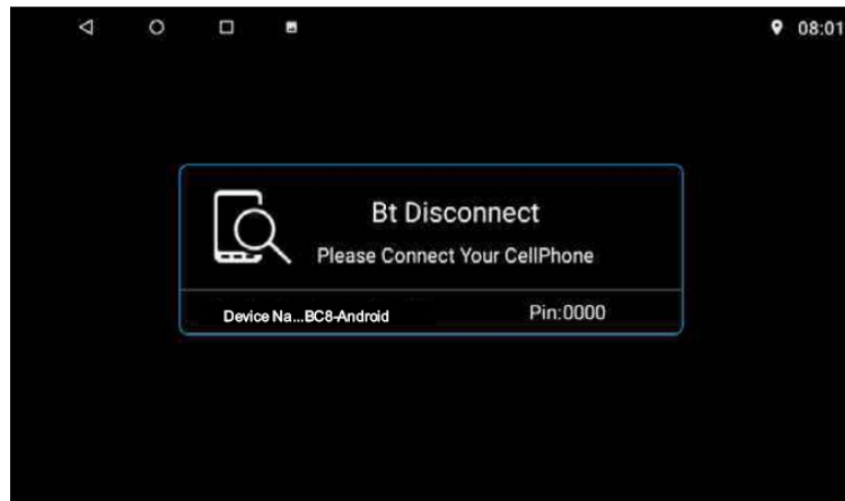 08:01
Bt Disconnect
Please Connect Your CellPhone
Device Na...BC8-Android
Pin:0000